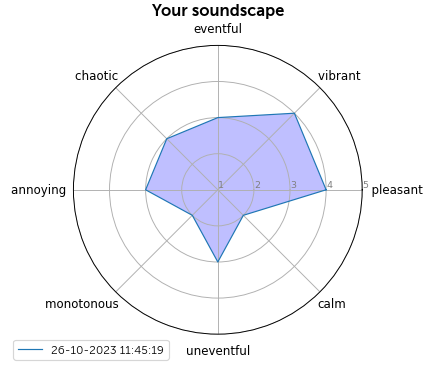 Your soundscape
eventful
chaotic
vibrant
annoying
1 2 3 4 5
pleasant
monotonous
calm
uneventful
26-10-2023 11:45:19